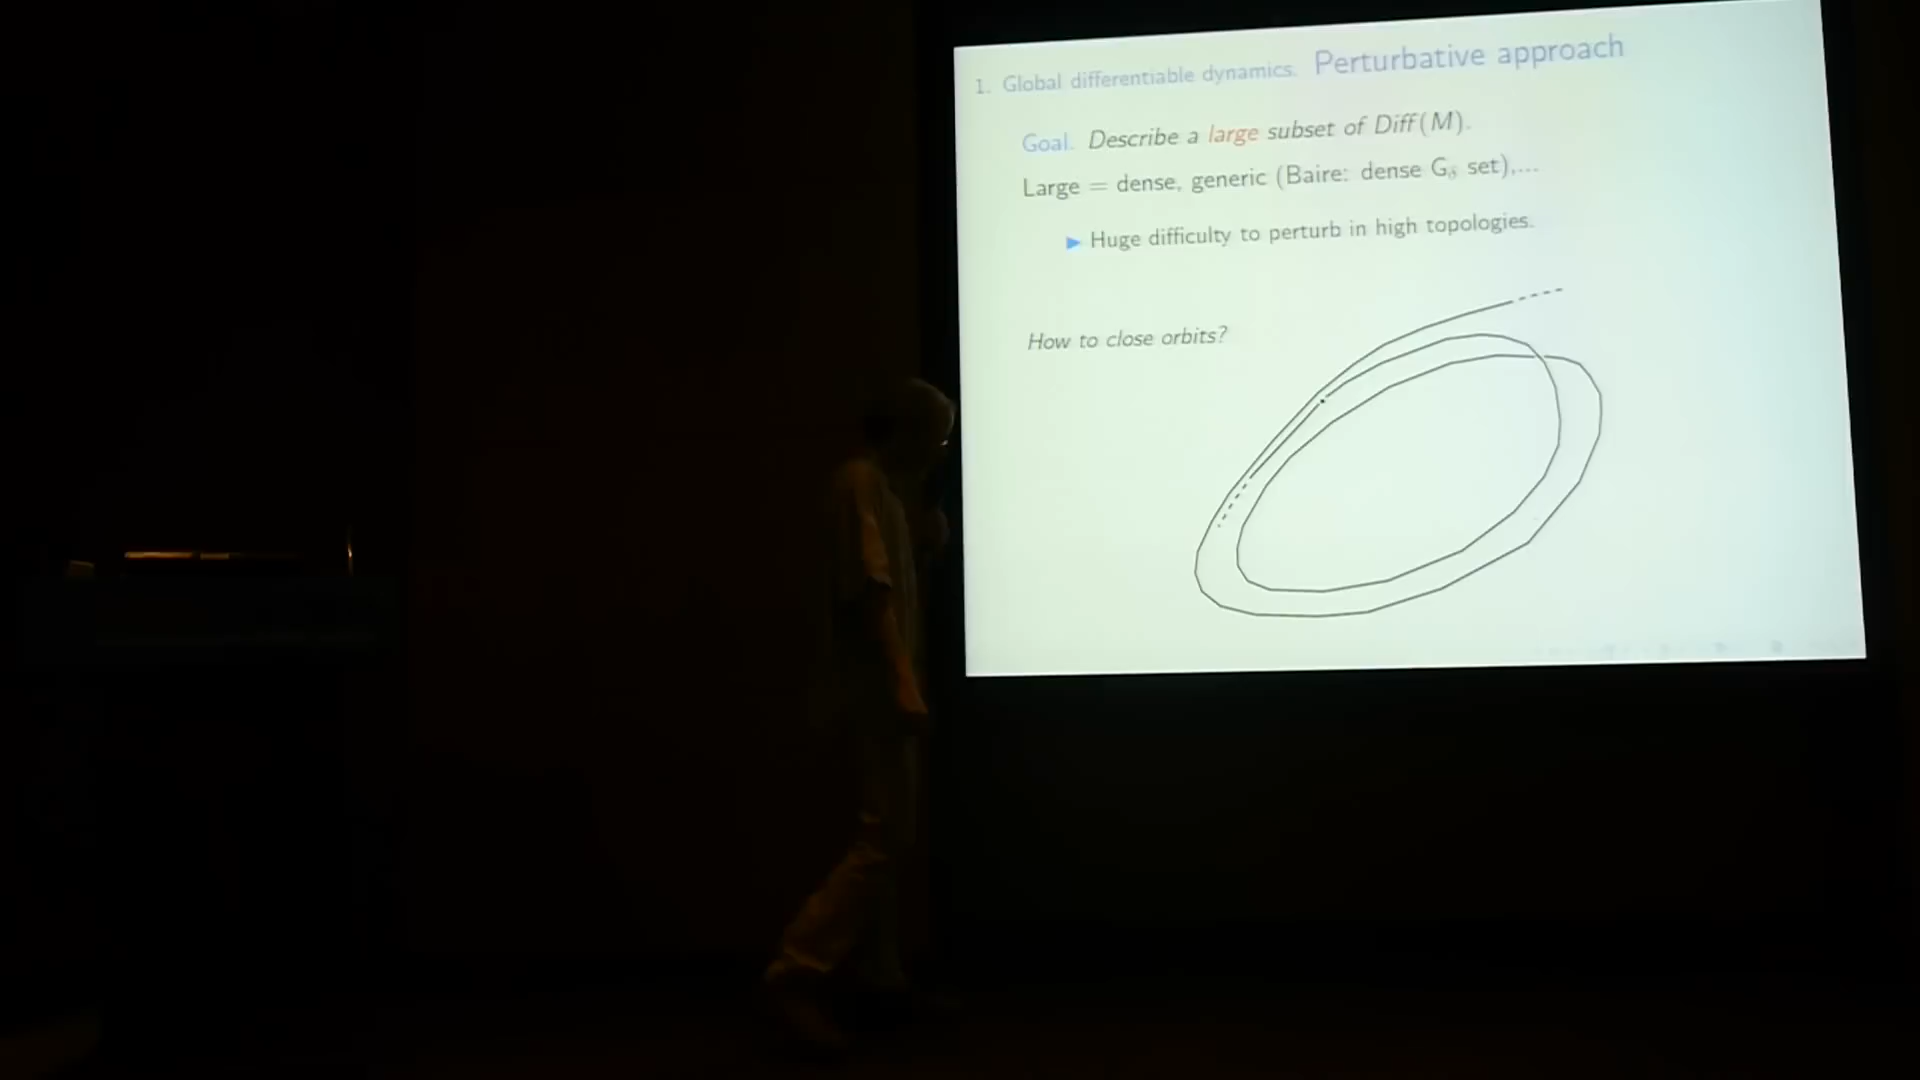 1. Global differentiable dynamics. Perturbative approach
Goal. Describe a large subset of Diff(M).
Large = dense, generic (Baire: dense Gδ set),...
▶ Huge difficulty to perturb in high topologies.
How to close orbits?